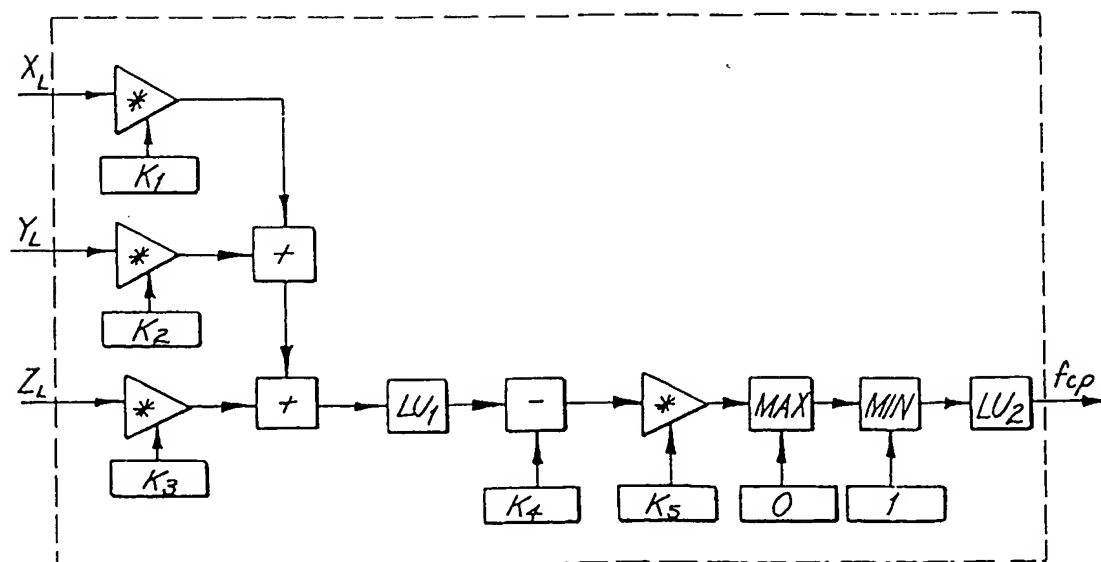 X_L
*
K_1
Y_L
*
+
K_2
Z_L
*
+
LU_1
-
*
MAX
MIN
LU_2
f_cp
K_3
K_4
K_5
0
1